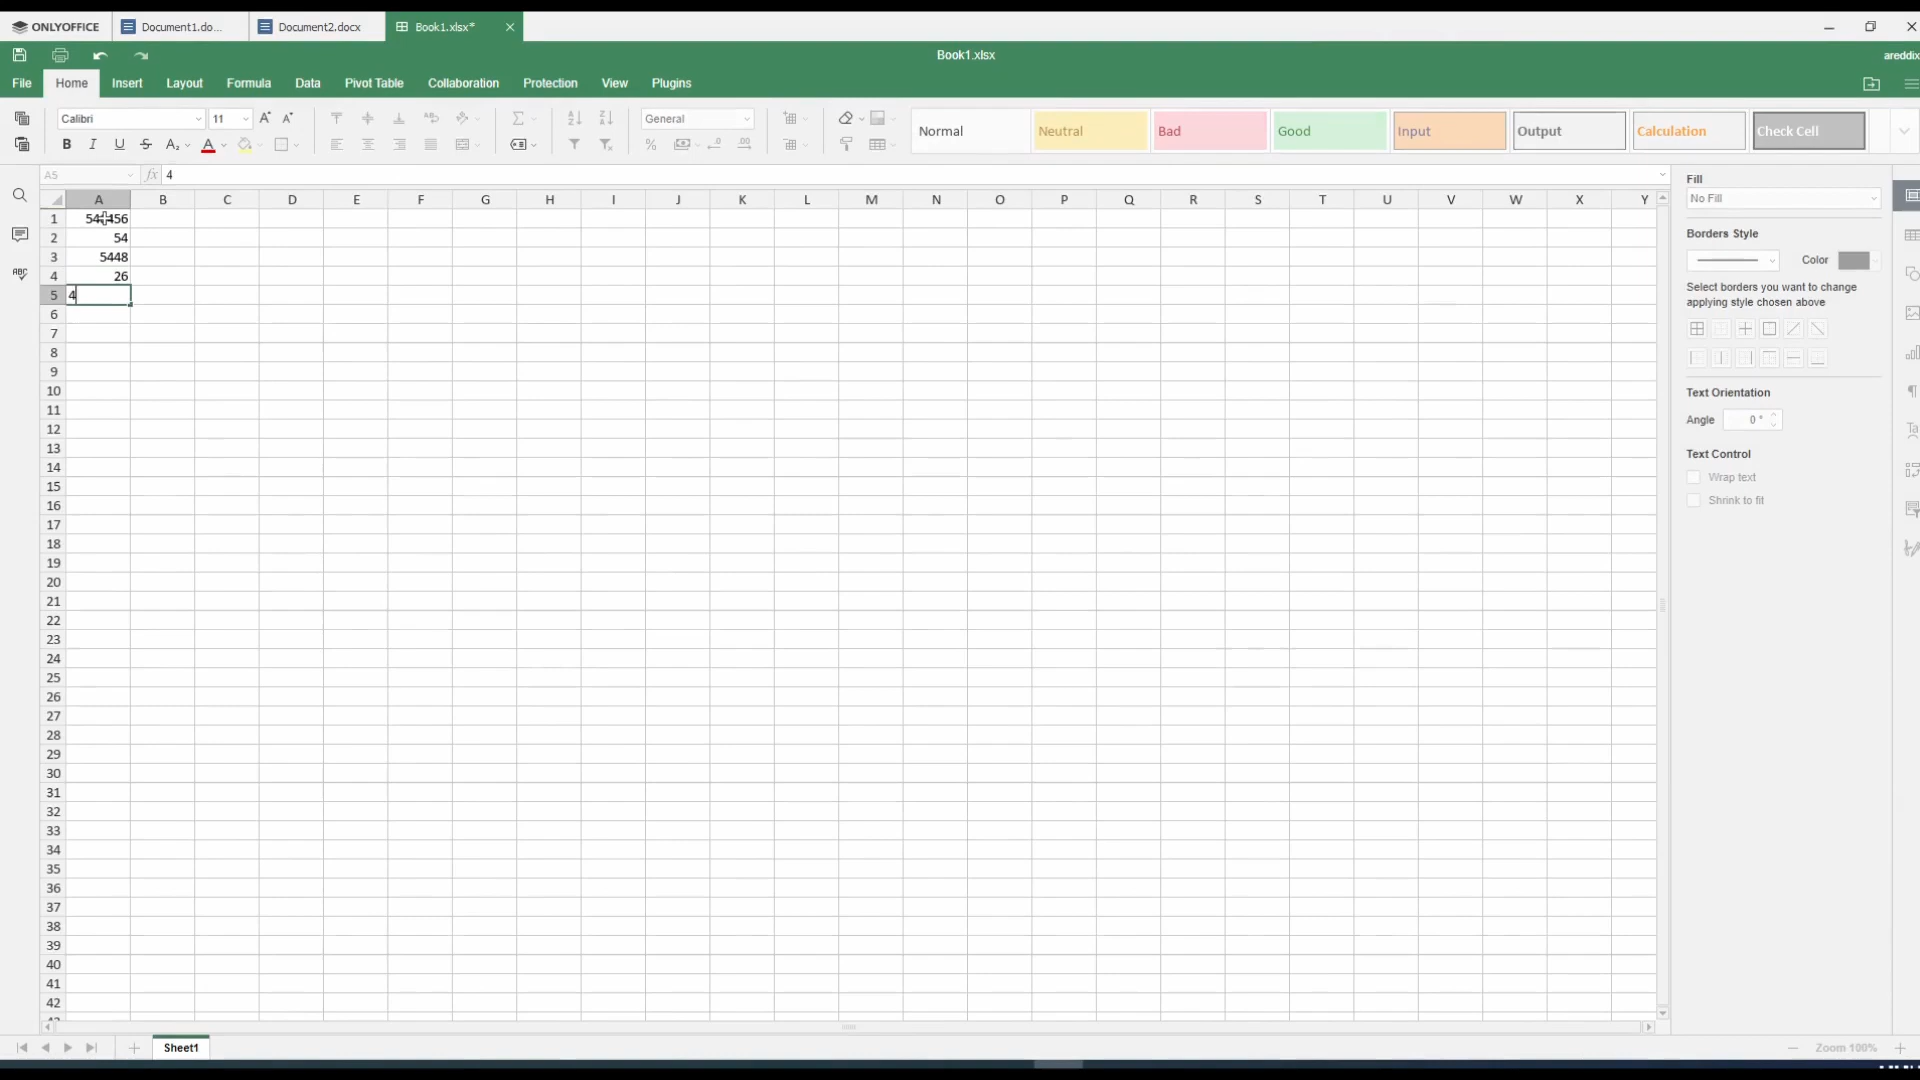 ONLYOFFICE Document1.do... Document2.docx Book1.xlsx*
Book1.xlsx areddix
File Home Insert Layout Formula Data Pivot Table Collaboration Protection View Plugins
Calibri 11 General
Normal Neutral Bad Good Input Output Calculation Check Cell
A5 fx 4
A B C D E F G H I J K L M N O P Q R S T U V W X Y
1
2 54
3 5448
4 26
5 4
6
7
8
9
10
11
12
13
14
15
16
17
18
19
20
21
22
23
24
25
26
27
28
29
30
31
32
33
34
35
36
37
38
39
40
41
42
Fill
No Fill
Borders Style
Color
Select borders you want to change
applying style chosen above
Text Orientation
Angle 0 °
Text Control
Wrap text
Shrink to fit
Sheet1
Zoom 100%